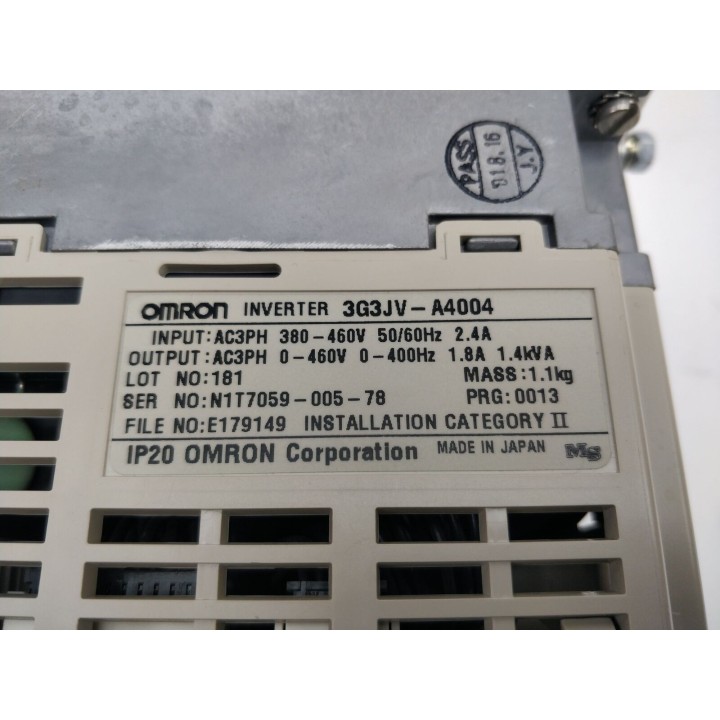 PASS
'01.8.16
J.Y
OMRON INVERTER 3G3JV-A4004
INPUT:AC3PH 380-460V 50/60Hz 2.4A
OUTPUT:AC3PH 0-460V 0-400Hz 1.8A 1.4kVA
LOT NO:181 MASS:1.1kg
SER NO:N1T7059-005-78 PRG:0013
FILE NO:E179149 INSTALLATION CATEGORY II
IP20 OMRON Corporation MADE IN JAPAN MS